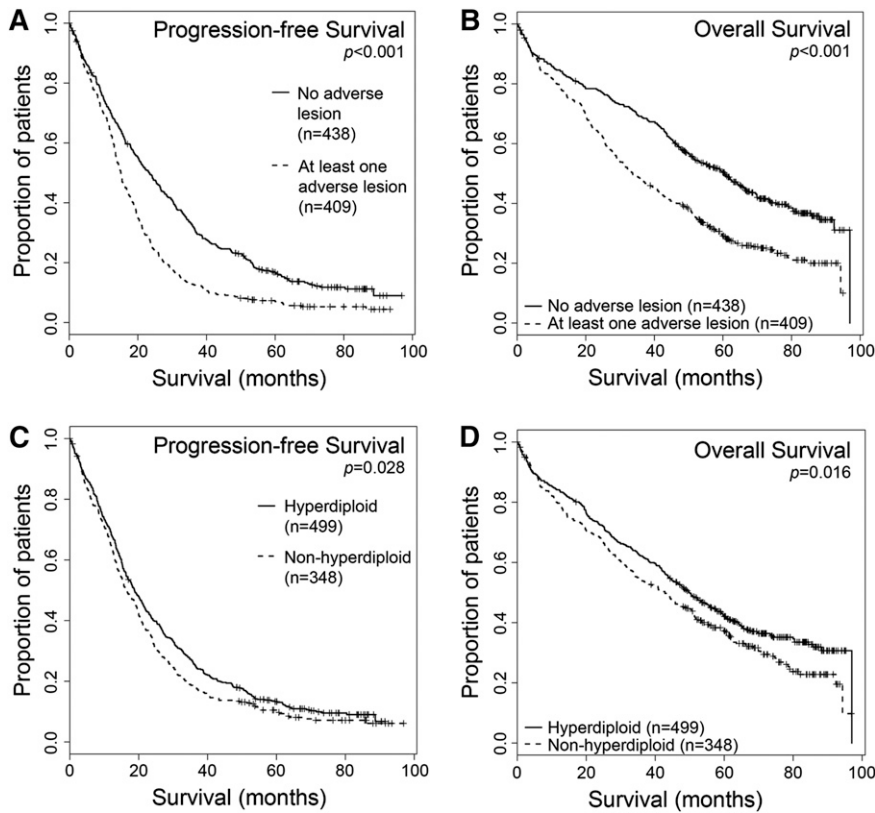 A
Progression-free Survival
p<0.001
No adverse
lesion
(n=438)
At least one
adverse lesion
(n=409)
Proportion of patients
1.0
0.8
0.6
0.4
0.2
0.0
0 20 40 60 80 100
Survival (months)
B
Overall Survival
p<0.001
No adverse lesion (n=438)
At least one adverse lesion (n=409)
Proportion of patients
1.0
0.8
0.6
0.4
0.2
0.0
0 20 40 60 80 100
Survival (months)
C
Progression-free Survival
p=0.028
Hyperdiploid
(n=499)
Non-hyperdiploid
(n=348)
Proportion of patients
1.0
0.8
0.6
0.4
0.2
0.0
0 20 40 60 80 100
Survival (months)
D
Overall Survival
p=0.016
Hyperdiploid (n=499)
Non-hyperdiploid (n=348)
Proportion of patients
1.0
0.8
0.6
0.4
0.2
0.0
0 20 40 60 80 100
Survival (months)